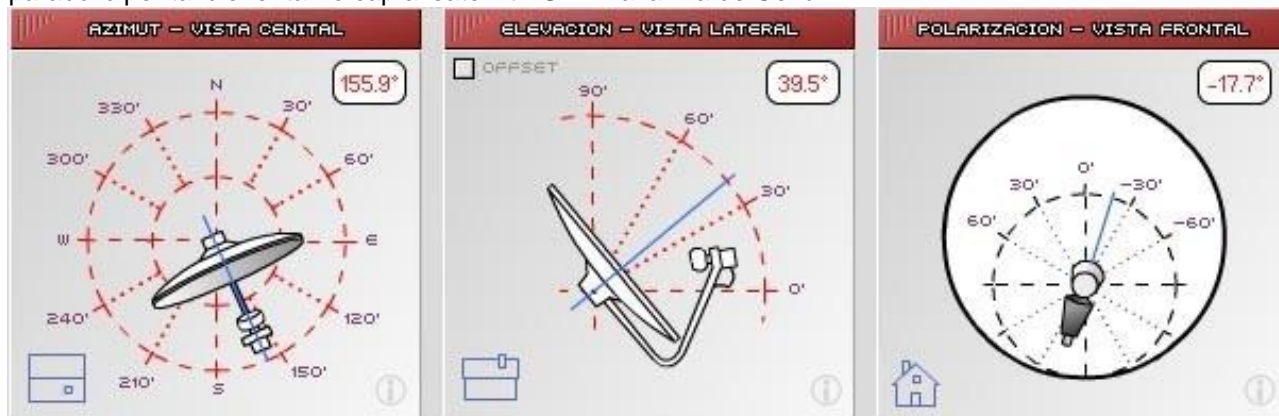 AZIMUT - VISTA CENITAL
155.9°
N
30'
60'
E
120'
150'
S
210'
240'
W
300'
330'
ELEVACION - VISTA LATERAL
OFFSET
39.5°
90'
60'
30'
0'
POLARIZACION - VISTA FRONTAL
-17.7°
0'
30'
-30'
60'
-60'
i
i
i